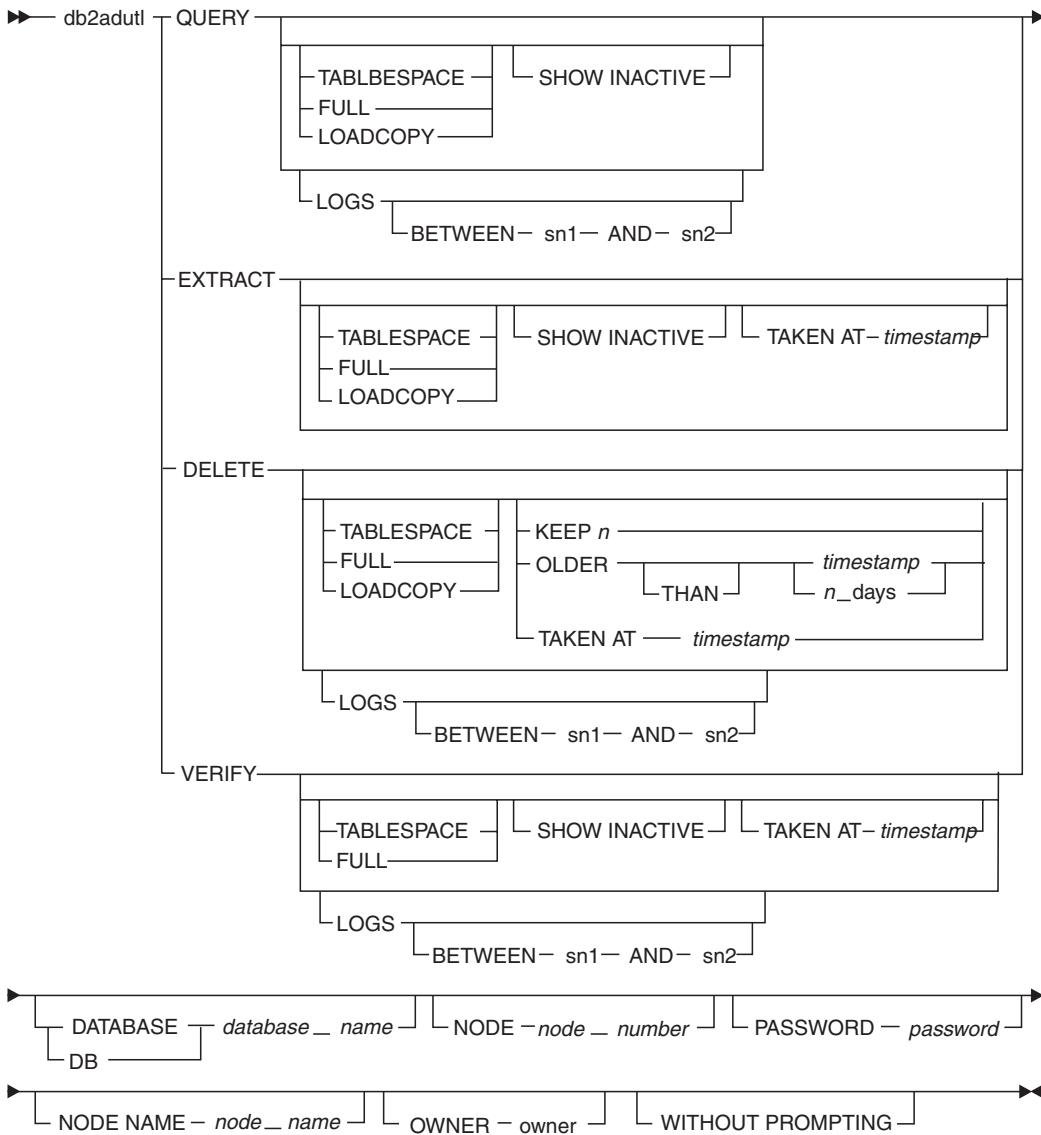 db2adutl QUERY
TABLBESPACE SHOW INACTIVE
FULL
LOADCOPY
LOGS
BETWEEN sn1 AND sn2
EXTRACT
TABLESPACE SHOW INACTIVE TAKEN AT timestamp
FULL
LOADCOPY
DELETE
TABLESPACE KEEP n
FULL OLDER timestamp
LOADCOPY THAN n_days
TAKEN AT timestamp
LOGS
BETWEEN sn1 AND sn2
VERIFY
TABLESPACE SHOW INACTIVE TAKEN AT timestamp
FULL
LOGS
BETWEEN sn1 AND sn2
DATABASE database_name NODE node_number PASSWORD password
DB
NODE NAME node_name OWNER owner WITHOUT PROMPTING